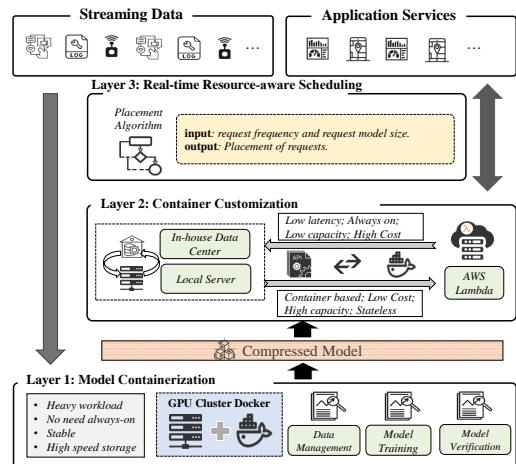 Streaming Data
Application Services
LOG
LOG
...
...
Layer 3: Real-time Resource-aware Scheduling
Placement
Algorithm
input: request frequency and request model size.
output: Placement of requests.
Layer 2: Container Customization
Low latency; Always on;
Low capacity; High Cost
In-house Data
Center
Local Server
API
λ
AWS
Lambda
Container based; Low Cost;
High capacity; Stateless
Compressed Model
Layer 1: Model Containerization
• Heavy workload
• No need always-on
• Stable
• High speed storage
GPU Cluster Docker
Data
Management
Model
Training
Model
Verification